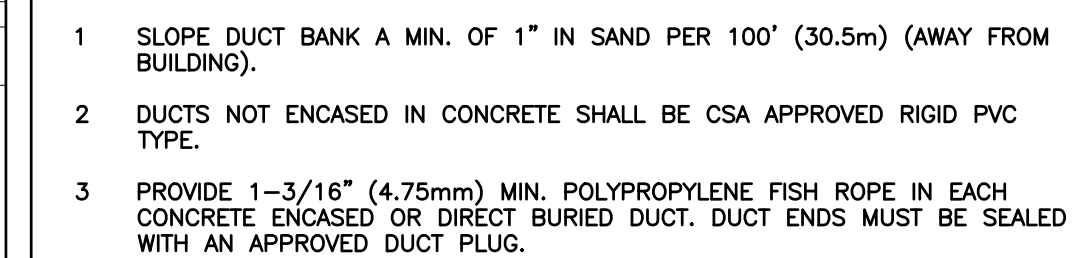 1 SLOPE DUCT BANK A MIN. OF 1" IN SAND PER 100' (30.5m) (AWAY FROM
BUILDING).
2 DUCTS NOT ENCASED IN CONCRETE SHALL BE CSA APPROVED RIGID PVC
TYPE.
3 PROVIDE 1-3/16" (4.75mm) MIN. POLYPROPYLENE FISH ROPE IN EACH
CONCRETE ENCASED OR DIRECT BURIED DUCT. DUCT ENDS MUST BE SEALED
WITH AN APPROVED DUCT PLUG.